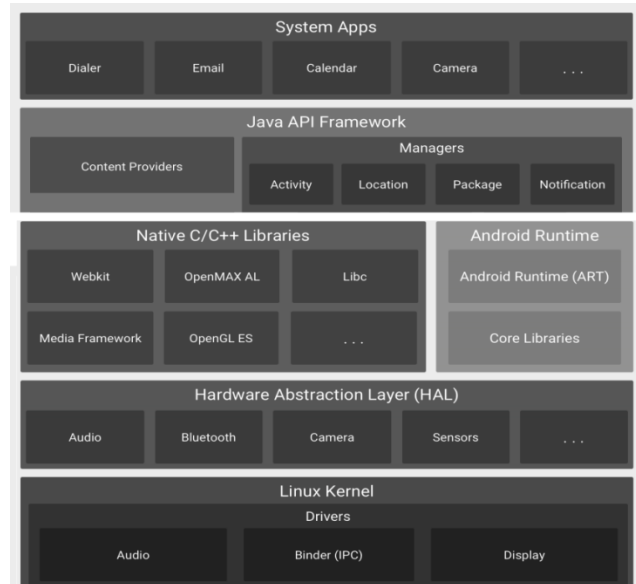 System Apps
Dialer Email Calendar Camera . . .
Java API Framework
Content Providers
Managers
Activity Location Package Notification
Native C/C++ Libraries
Webkit OpenMAX AL Libc
Media Framework OpenGL ES . . .
Android Runtime
Android Runtime (ART)
Core Libraries
Hardware Abstraction Layer (HAL)
Audio Bluetooth Camera Sensors . . .
Linux Kernel
Drivers
Audio Binder (IPC) Display